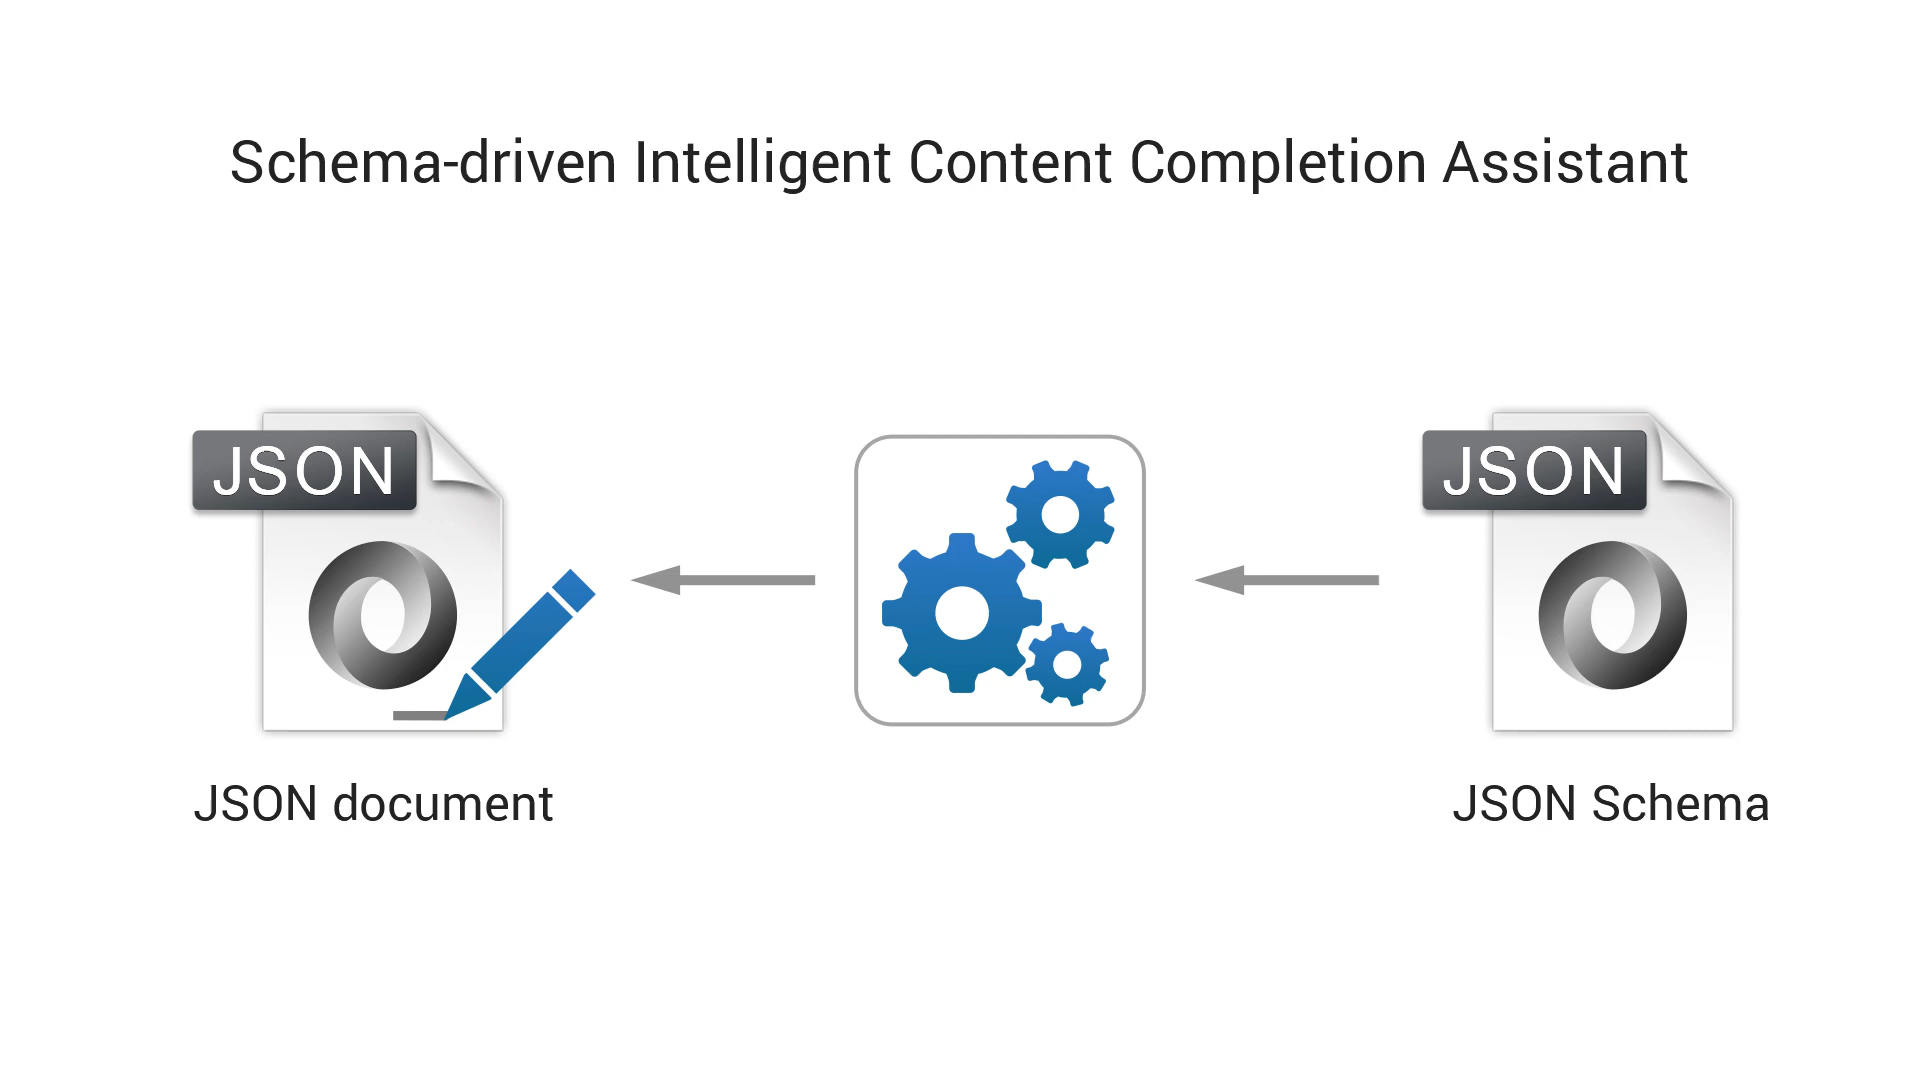 Schema-driven Intelligent Content Completion Assistant
JSON
JSON
JSON document
JSON Schema